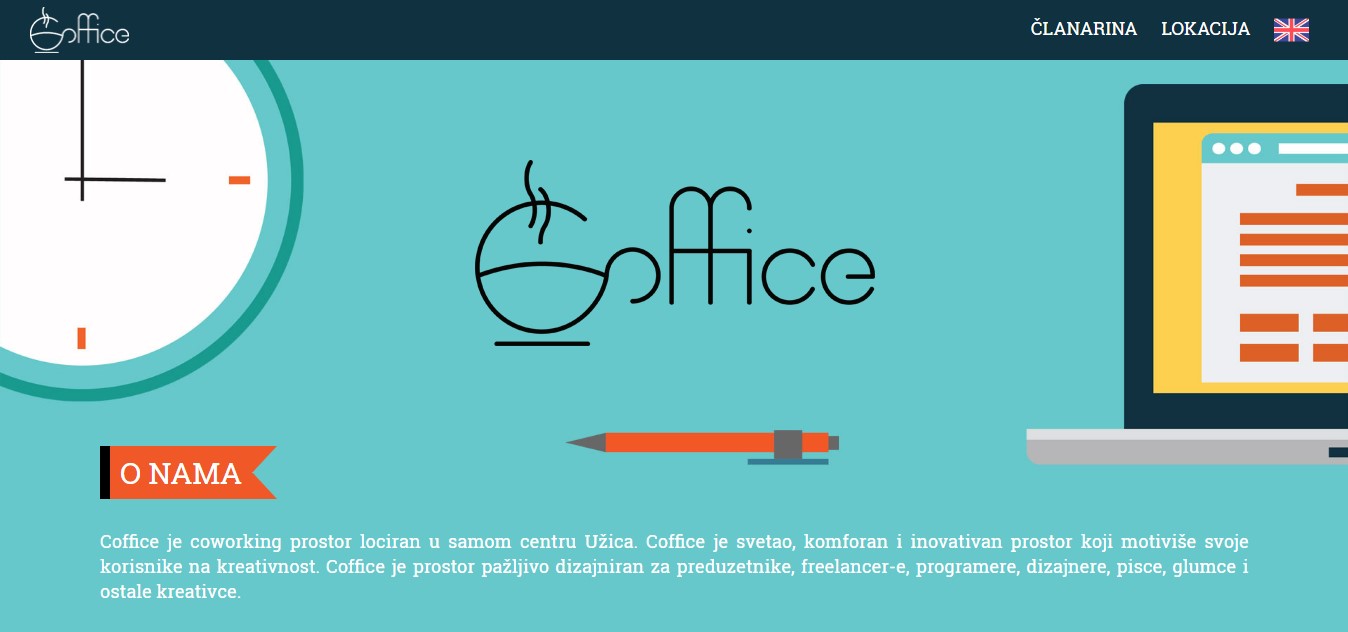 Coffice
ČLANARINA
LOKACIJA
Coffice
O NAMA
Coffice je coworking prostor lociran u samom centru Užica. Coffice je svetao, komforan i inovativan prostor koji motiviše svoje
korisnike na kreativnost. Coffice je prostor pažljivo dizajniran za preduzetnike, freelancer-e, programere, dizajnere, pisce, glumce i
ostale kreativce.